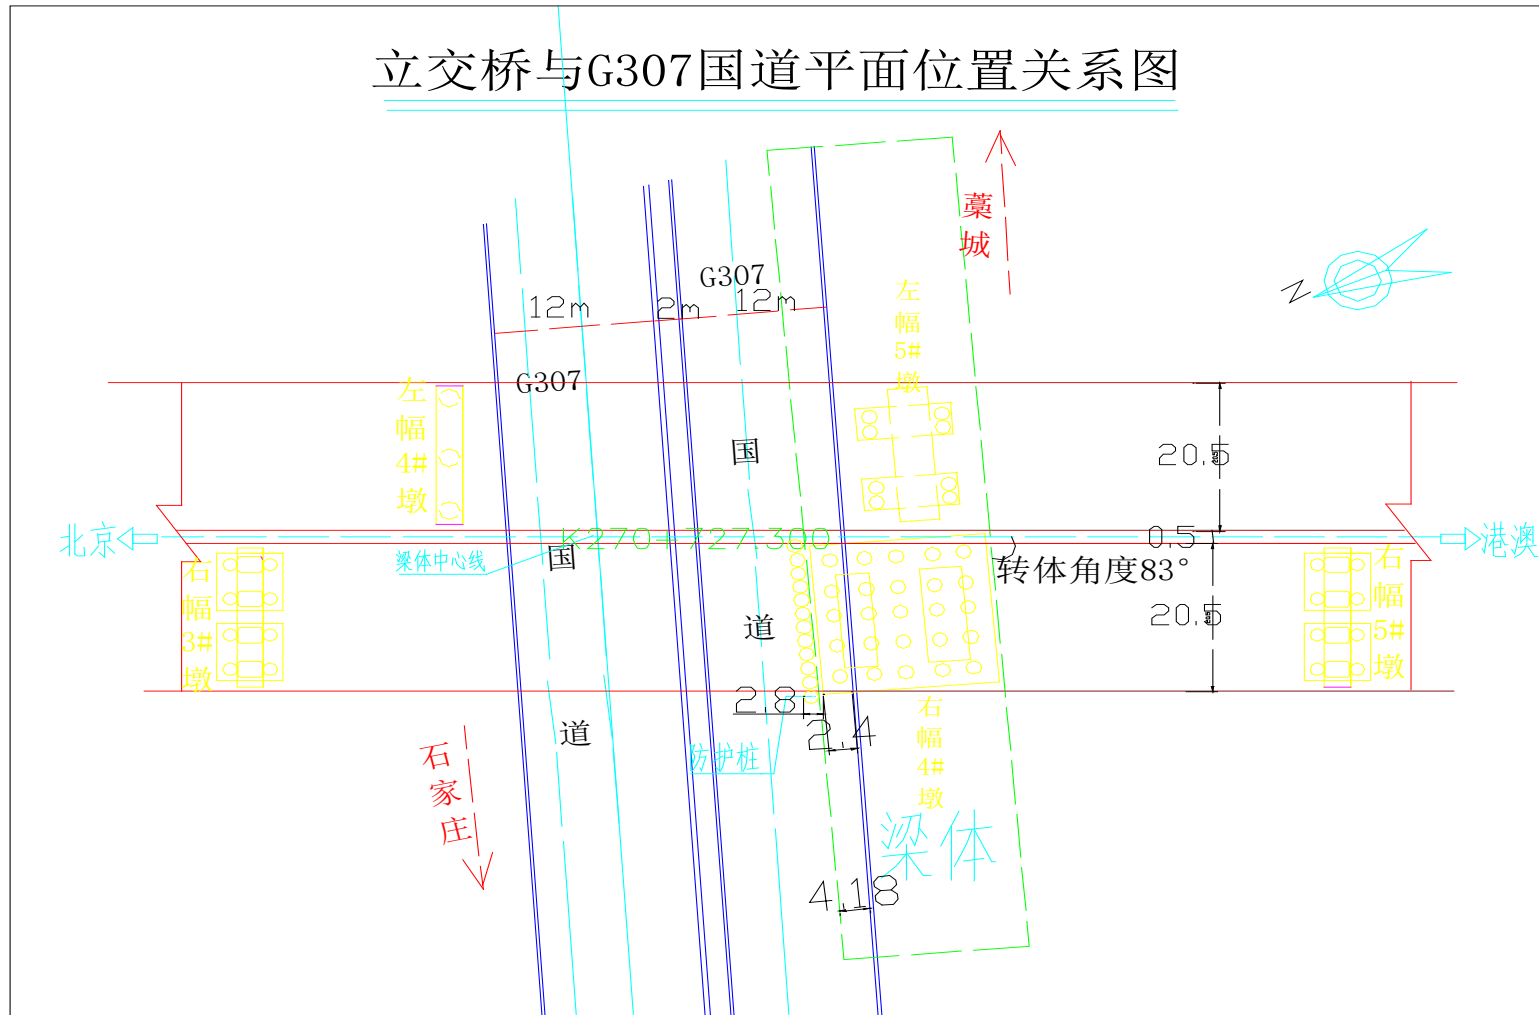 立交桥与G307国道平面位置关系图
藁城
G307
12m
2m
12m
N
左幅5#墩
G307
左幅4#墩
国
20.5
北京
K270+727.300
0.5
港澳
梁体中心线
国
转体角度83°
右幅3#墩
道
20.5
右幅5#墩
2.8
2.4
道
防护桩
右幅4#墩
石家庄
梁体
4.18